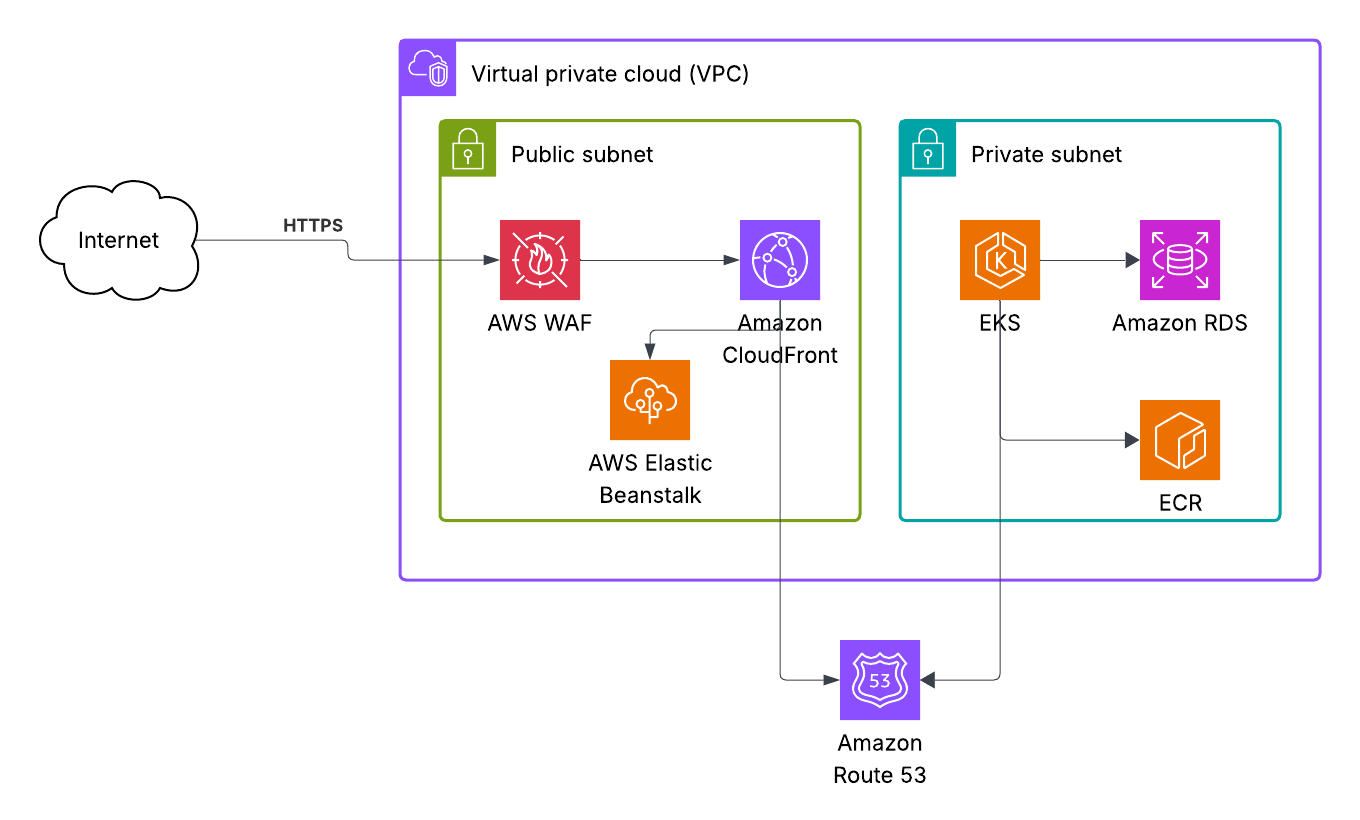 Virtual private cloud (VPC)
Public subnet
Private subnet
Internet
HTTPS
K
AWS WAF
Amazon
CloudFront
EKS
Amazon RDS
AWS Elastic
Beanstalk
ECR
53
Amazon
Route 53